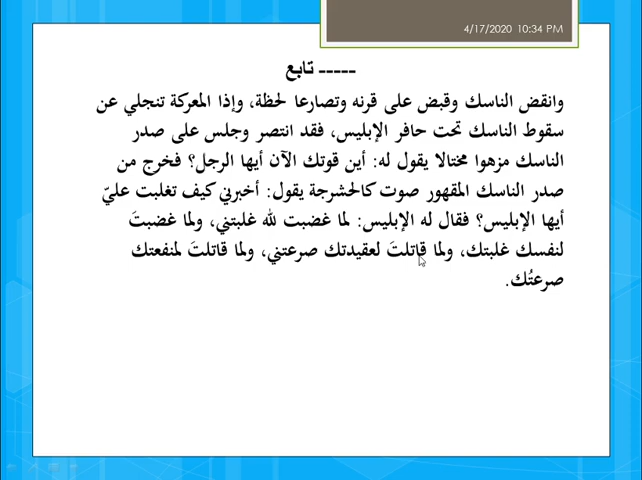 4/17/2020 10:34 PM
----- تابع
وانقض الناسك وقبض على قرنه وتصارعا لحظة، وإذا المعركة تنجلي عن
سقوط الناسك تحت حافر الإبليس، فقد انتصر وجلس على صدر
الناسك مزهوا مختالا يقول له: أين قوتك الآن أيها الرجل؟ فخرج من
صدر الناسك المقهور صوت كالحشرجة يقول: أخبرني كيف تغلبت عليّ
أيها الإبليس؟ فقال له الإبليس: لما غضبت لله غلبتني، ولما غضبتَ
لنفسك غلبتك، ولما قاتلتَ لعقيدتك صرعتني، ولما قاتلتَ لمنفعتك
صرعتُك.